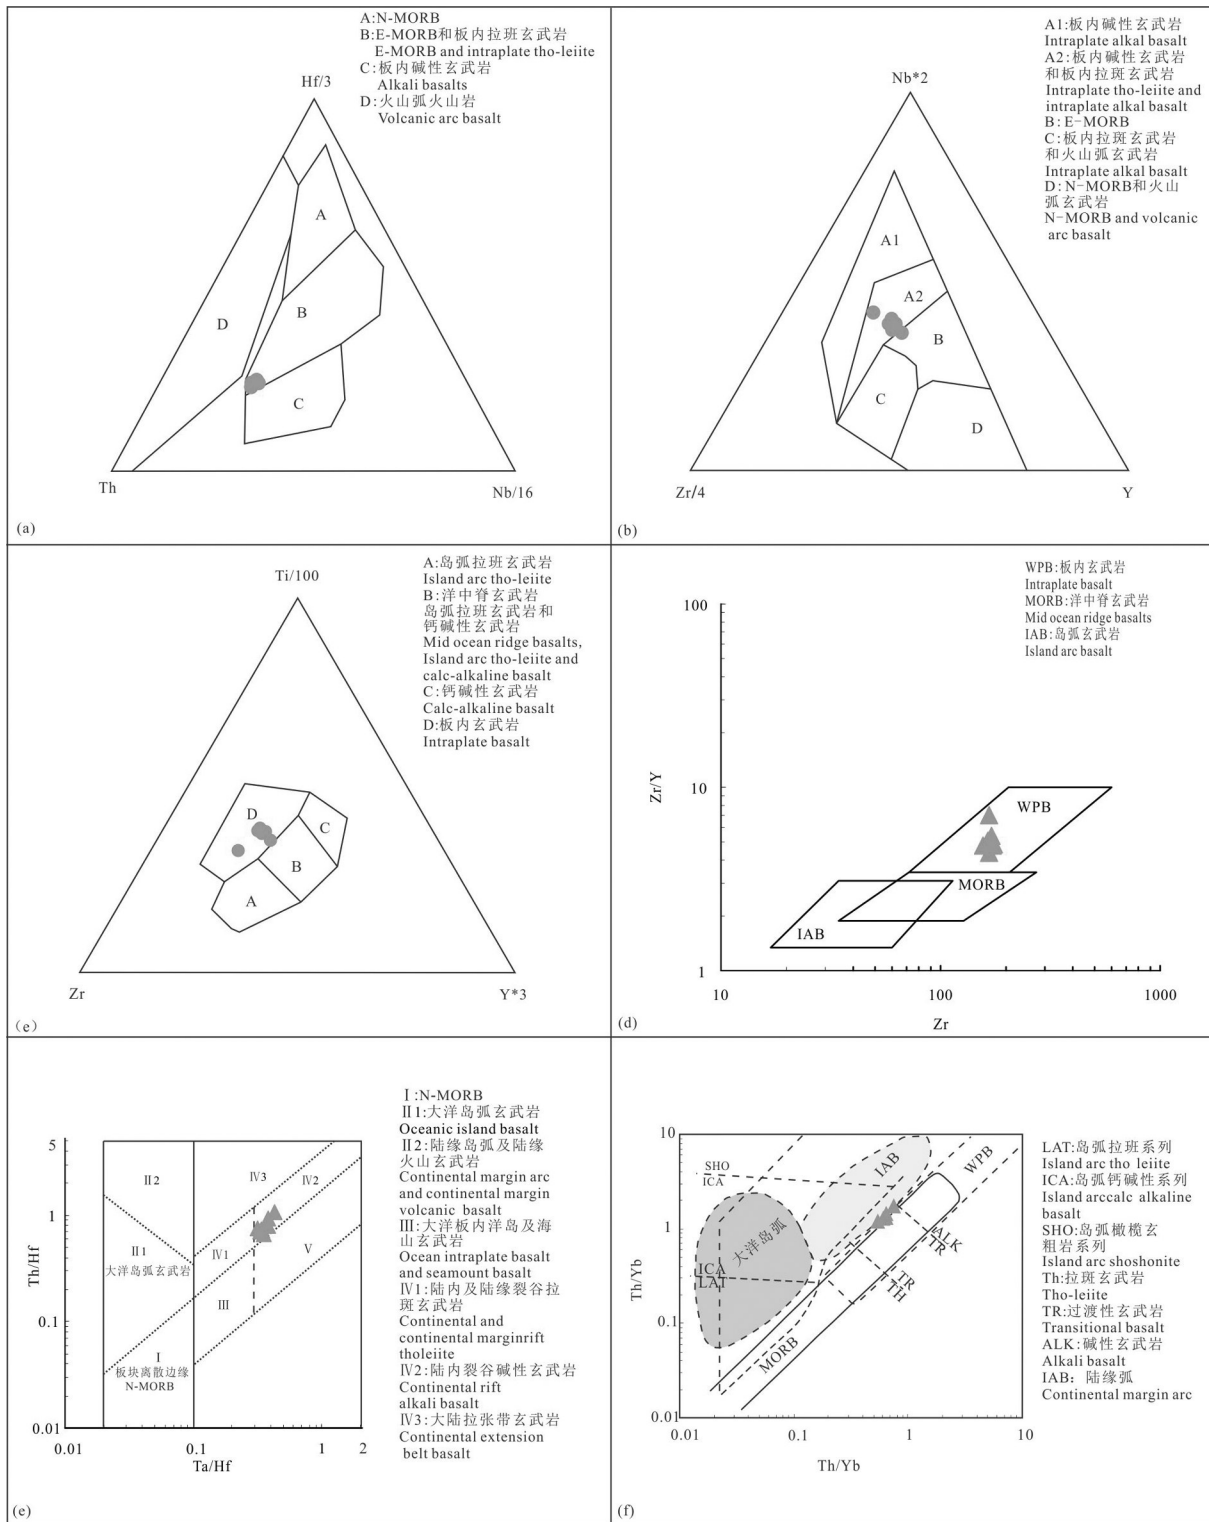 A:N-MORB
B:E-MORB和板内拉班玄武岩
E-MORB and intraplate tho-leiite
C:板内碱性玄武岩
Alkali basalts
D:火山弧火山岩
Volcanic arc basalt
Hf/3
A
B
D
C
Th
Nb/16
(a)
A1:板内碱性玄武岩
Intraplate alkal basalt
A2:板内碱性玄武岩
和板内拉斑玄武岩
Intraplate tho-leiite and
intraplate alkal basalt
B:E-MORB
C:板内拉斑玄武岩
和火山弧玄武岩
Intraplate alkal basalt
D:N-MORB和火山
弧玄武岩
N-MORB and volcanic
arc basalt
Nb*2
A1
A2
B
C
D
Zr/4
Y
(b)
A:岛弧拉班玄武岩
Island arc tho-leiite
B:洋中脊玄武岩
岛弧拉班玄武岩和
钙碱性玄武岩
Mid ocean ridge basalts,
Island arc tho-leiite and
calc-alkaline basalt
C:钙碱性玄武岩
Calc-alkaline basalt
D:板内玄武岩
Intraplate basalt
Ti/100
D
C
B
A
Zr
Y*3
(e)
WPB:板内玄武岩
Intraplate basalt
MORB:洋中脊玄武岩
Mid ocean ridge basalts
IAB:岛弧玄武岩
Island arc basalt
100
10
1
Zr/Y
WPB
MORB
IAB
10
100
1000
Zr
(d)
Ⅰ:N-MORB
Ⅱ1:大洋岛弧玄武岩
Oceanic island basalt
Ⅱ2:陆缘岛弧及陆缘
火山玄武岩
Continental margin arc
and continental margin
volcanic basalt
Ⅲ:大洋板内洋岛及海
山玄武岩
Ocean intraplate basalt
and seamount basalt
Ⅳ1:陆内及陆缘裂谷拉
斑玄武岩
Continental and
continental marginrift
tholeiite
Ⅳ2:陆内裂谷碱性玄武岩
Continental rift
alkali basalt
Ⅳ3:大陆拉张带玄武岩
Continental extension
belt basalt
5
1
0.1
0.01
Th/Hf
Ⅱ2
Ⅳ3
Ⅳ2
Ⅱ1
大洋岛弧玄武岩
Ⅳ1
Ⅴ
Ⅲ
Ⅰ
板块离散边缘
N-MORB
0.01
0.1
1
2
Ta/Hf
(e)
LAT:岛弧拉班系列
Island arc tho leiite
ICA:岛弧钙碱性系列
Island arccalc alkaline
basalt
SHO:岛弧橄榄玄
粗岩系列
Island arc shoshonite
Th:拉斑玄武岩
Tho-leiite
TR:过渡性玄武岩
Transitional basalt
ALK:碱性玄武岩
Alkali basalt
IAB: 陆缘弧
Continental margin arc
10
1
0.1
0.01
Th/Yb
SHO
ICA
IAB
WPB
大洋岛弧
ICA
LAT
ALK
TR
TR
TH
MORB
0.01
0.1
1
10
Th/Yb
(f)